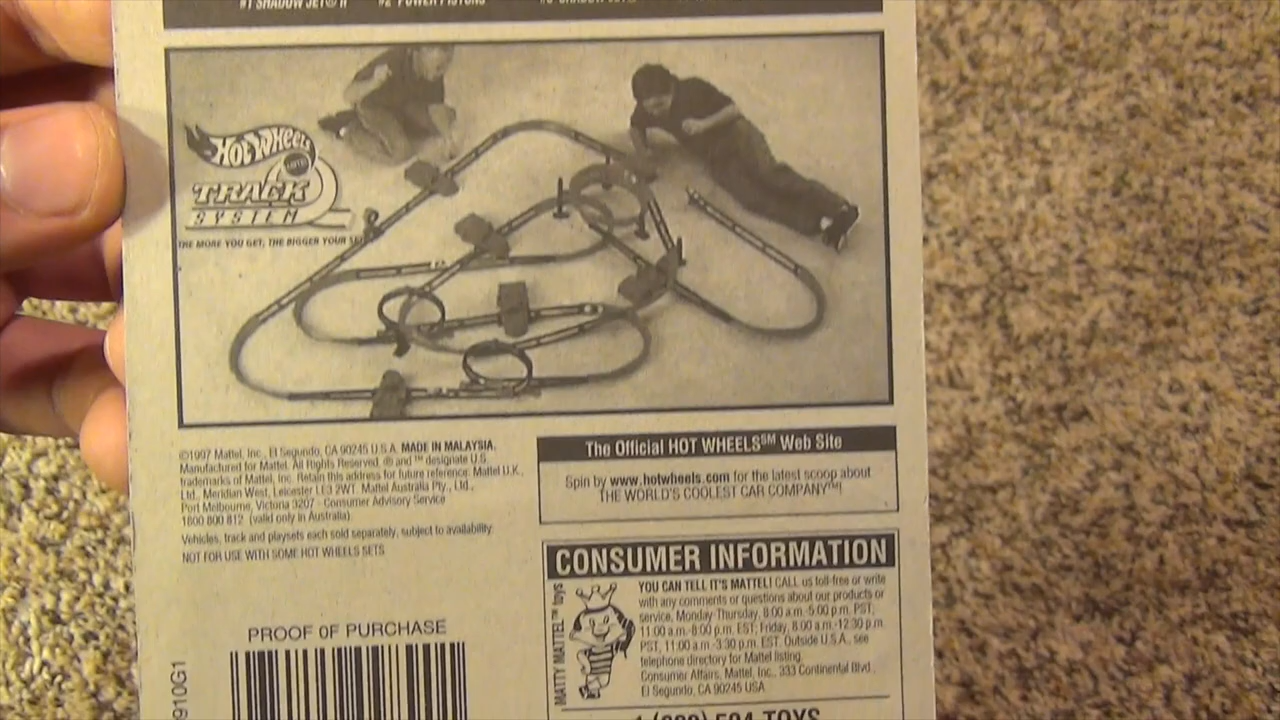 #1 SHADOW JET® II #2 POWER PISTONS
HOT WHEELS
MATTEL
TRACK
SYSTEM
THE MORE YOU GET, THE BIGGER YOUR SET
©1997 Mattel, Inc., El Segundo, CA 90245 U.S.A. MADE IN MALAYSIA.
Manufactured for Mattel. All Rights Reserved. ® and ™ designate U.S.
trademarks of Mattel, Inc. Retain this address for future reference: Mattel U.K.,
Ltd., Meridian West, Leicester LE3 2WT. Mattel Australia Pty., Ltd.,
Port Melbourne, Victoria 3207 - Consumer Advisory Service
1800 800 812 (valid only in Australia).
Vehicles, track and playsets each sold separately, subject to availability.
NOT FOR USE WITH SOME HOT WHEELS SETS
The Official HOT WHEELS℠ Web Site
Spin by www.hotwheels.com for the latest scoop about
THE WORLD'S COOLEST CAR COMPANY™!
CONSUMER INFORMATION
MATTY MATTEL™ toys
YOU CAN TELL IT'S MATTEL! CALL us toll-free or write
with any comments or questions about our products or
service, Monday-Thursday, 8:00 a.m.-5:00 p.m. PST,
11:00 a.m.-8:00 p.m. EST; Friday, 8:00 a.m.-12:30 p.m.
PST, 11:00 a.m.-3:30 p.m. EST. Outside U.S.A., see
telephone directory for Mattel listing.
Consumer Affairs, Mattel, Inc., 333 Continental Blvd.,
El Segundo, CA 90245 USA
PROOF OF PURCHASE
910G1